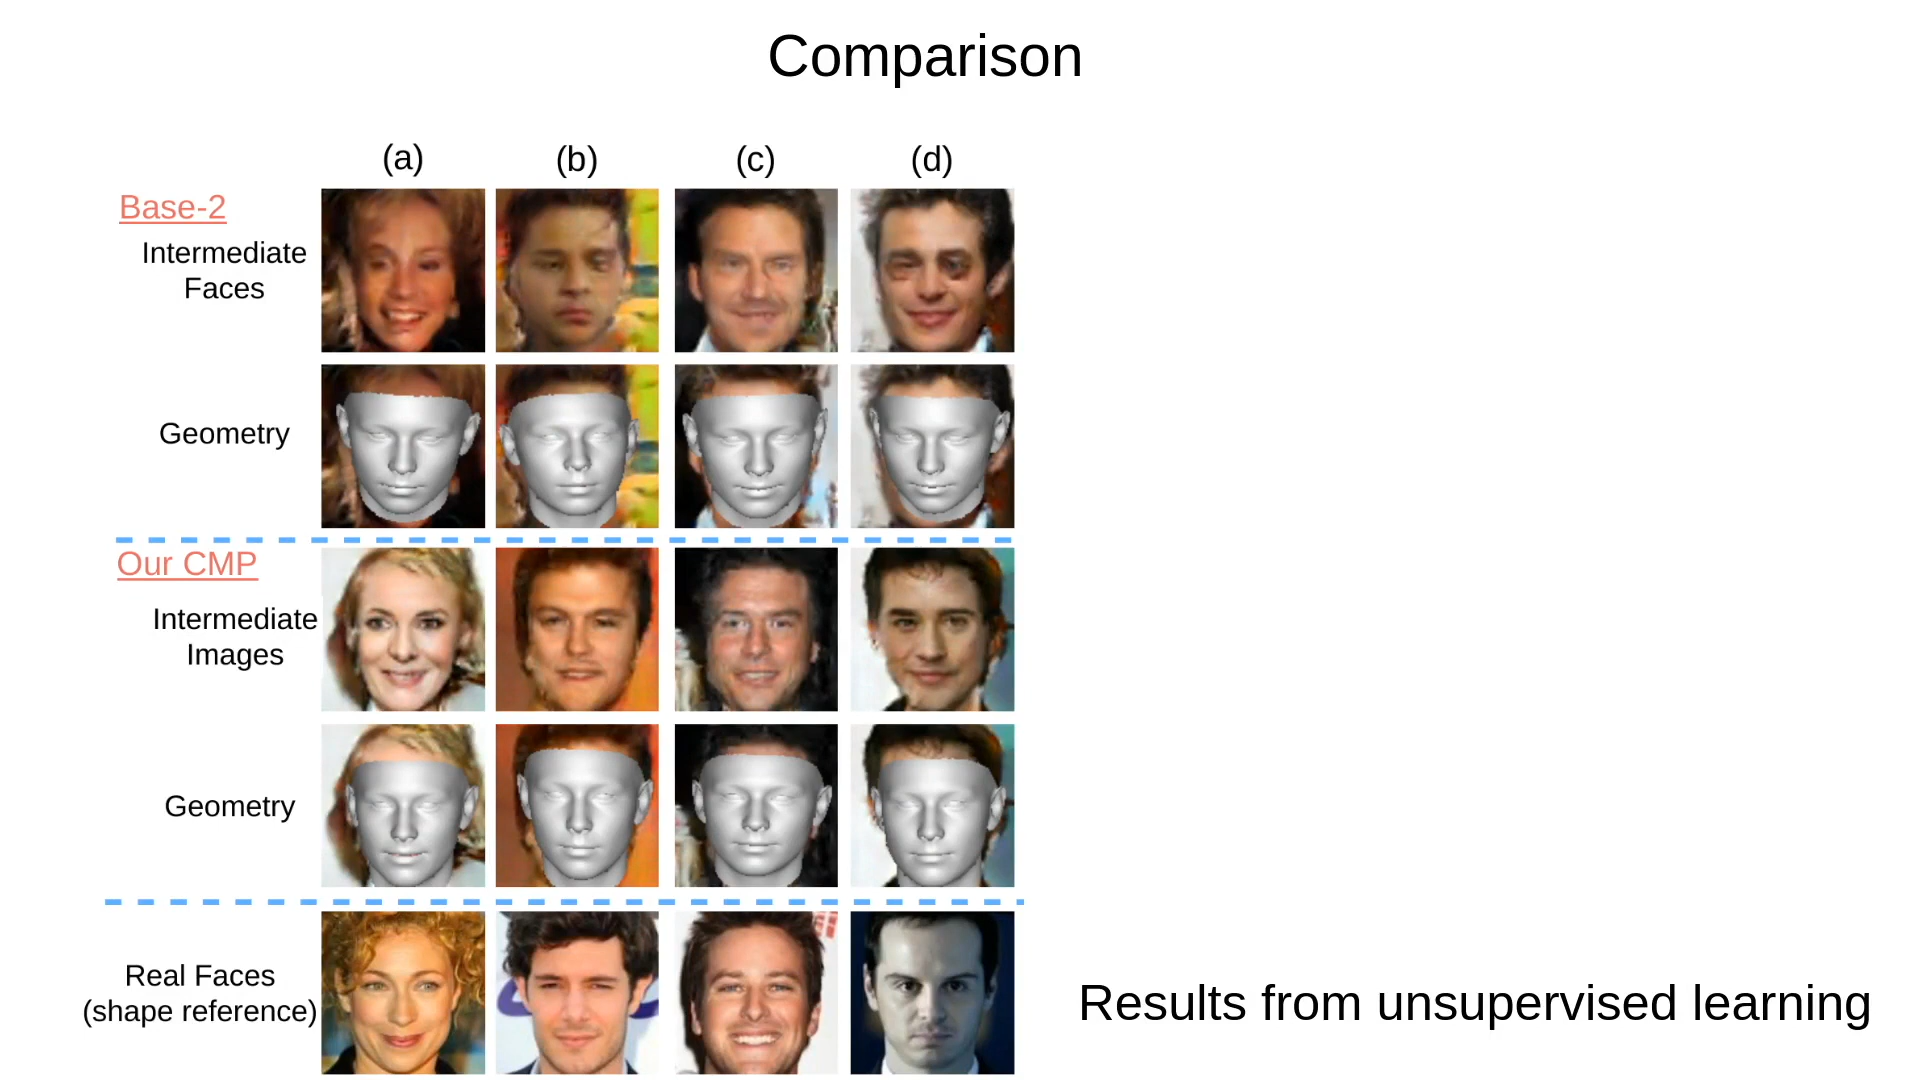 Comparison
(a) (b) (c) (d)
Base-2
Intermediate
Faces
Geometry
Our CMP
Intermediate
Images
Geometry
Real Faces
(shape reference)
Results from unsupervised learning